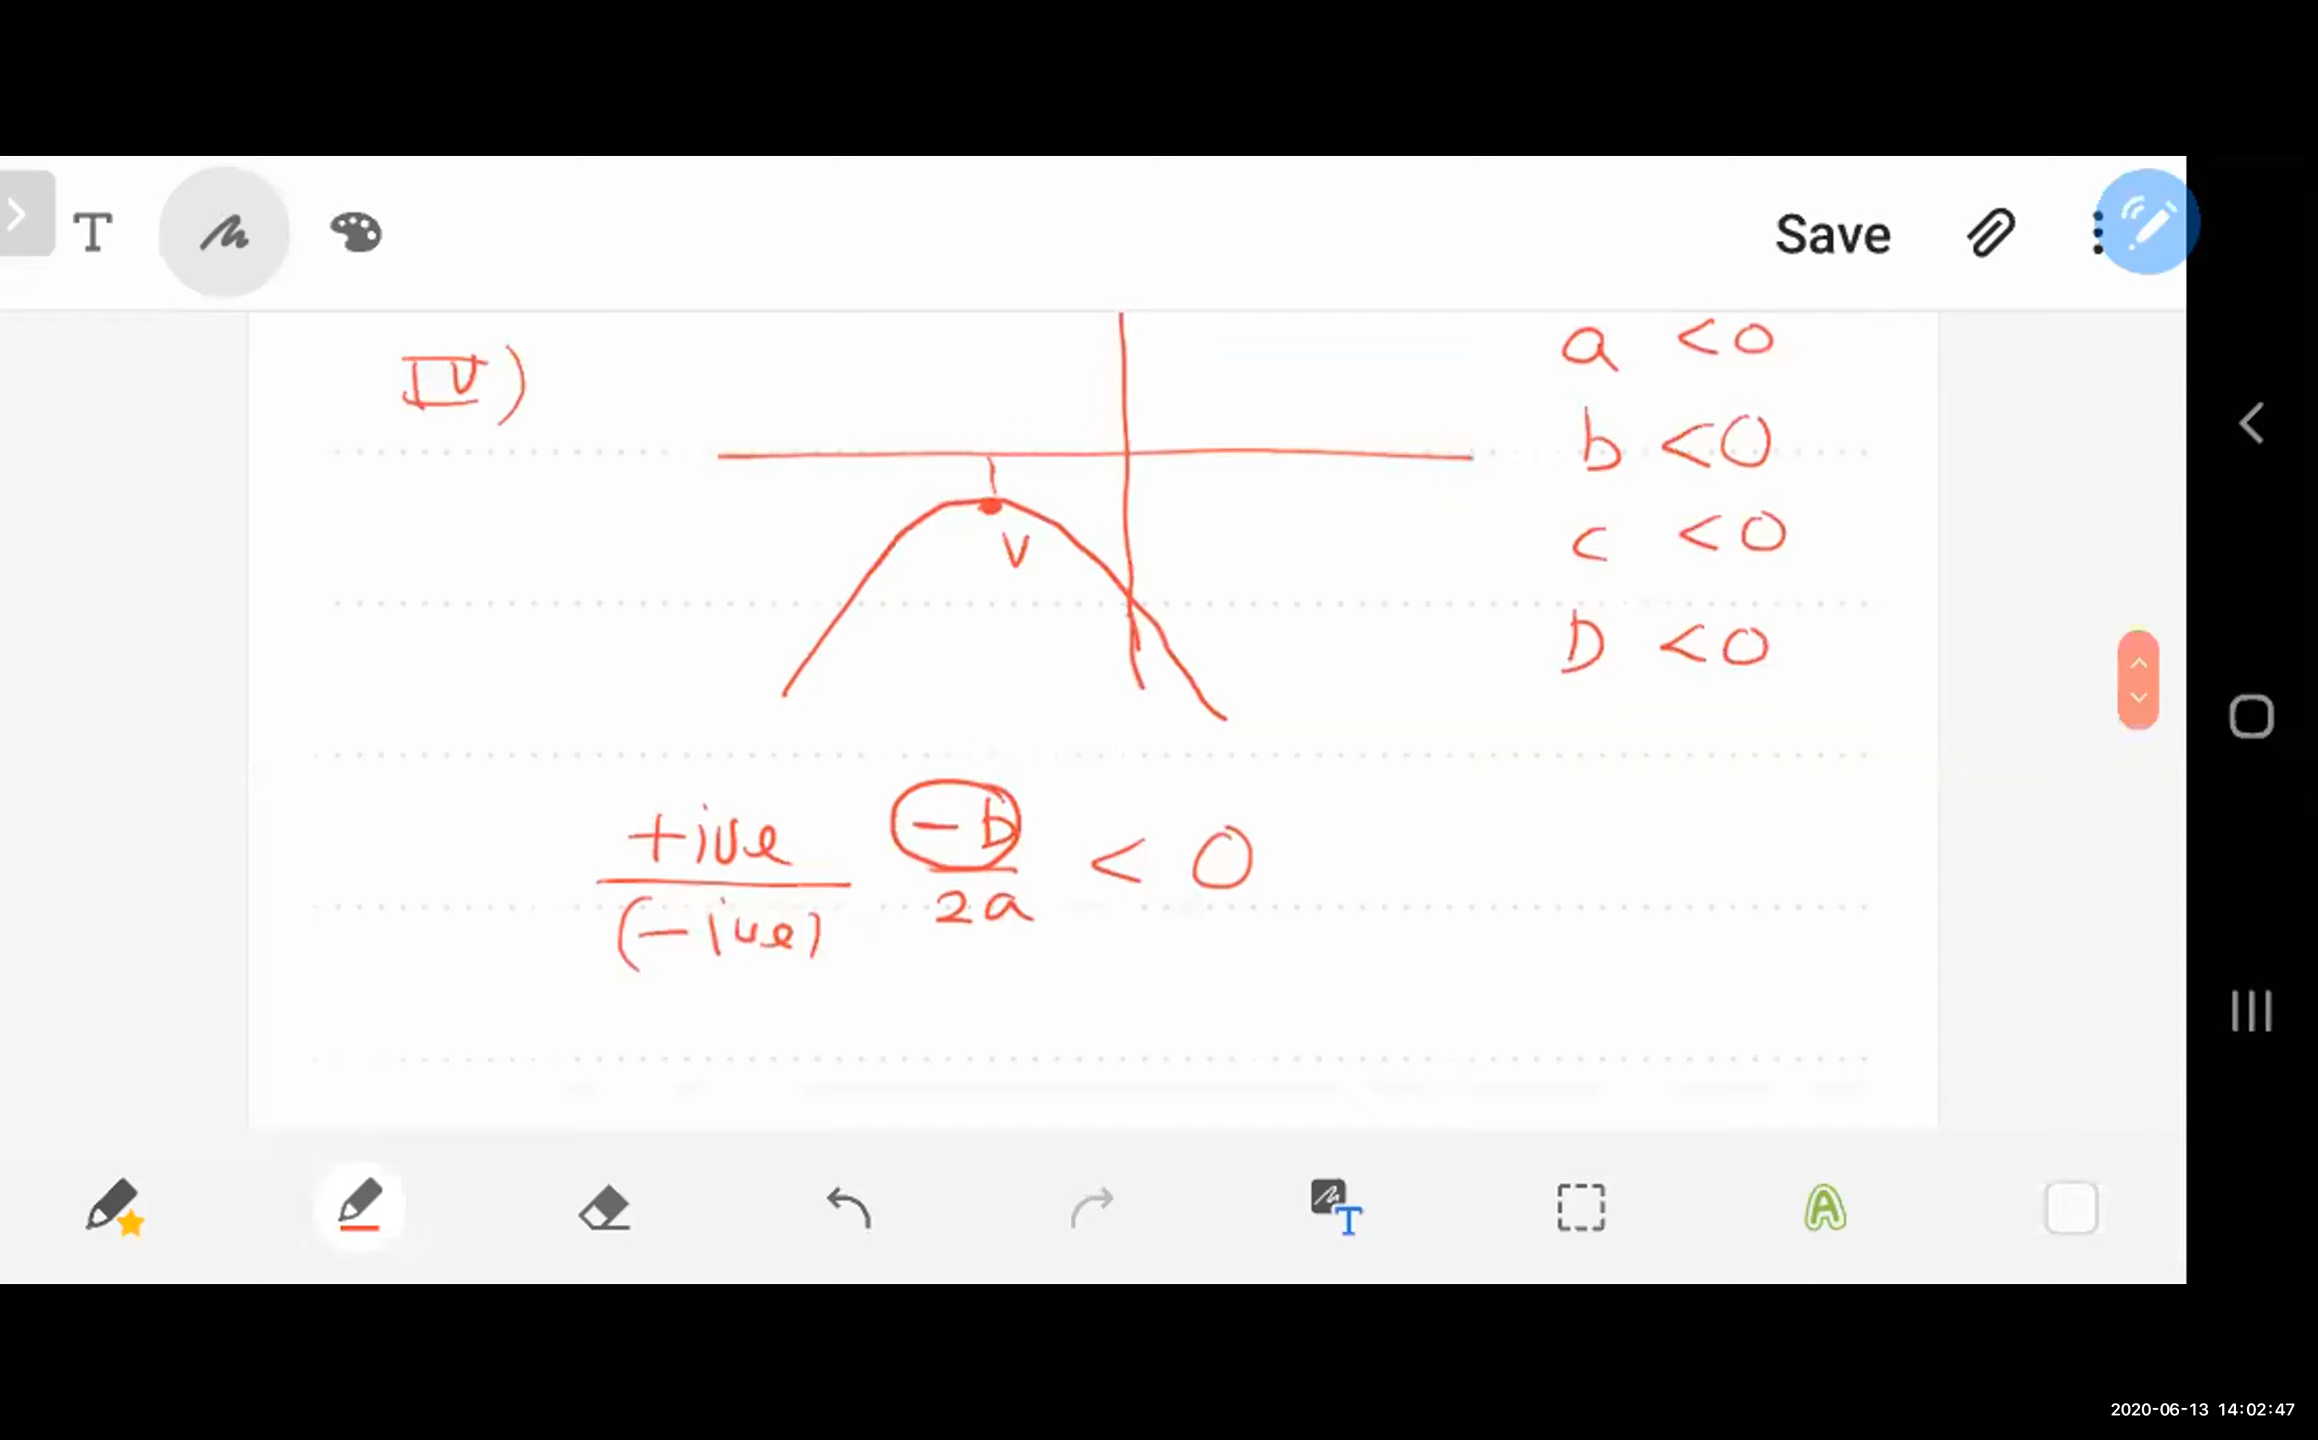 T
Save
IV)
a < 0
b < 0
c < 0
D < 0
V
+ive
(-ive)
-b
2a
< 0
T
A
2020-06-13 14:02:47